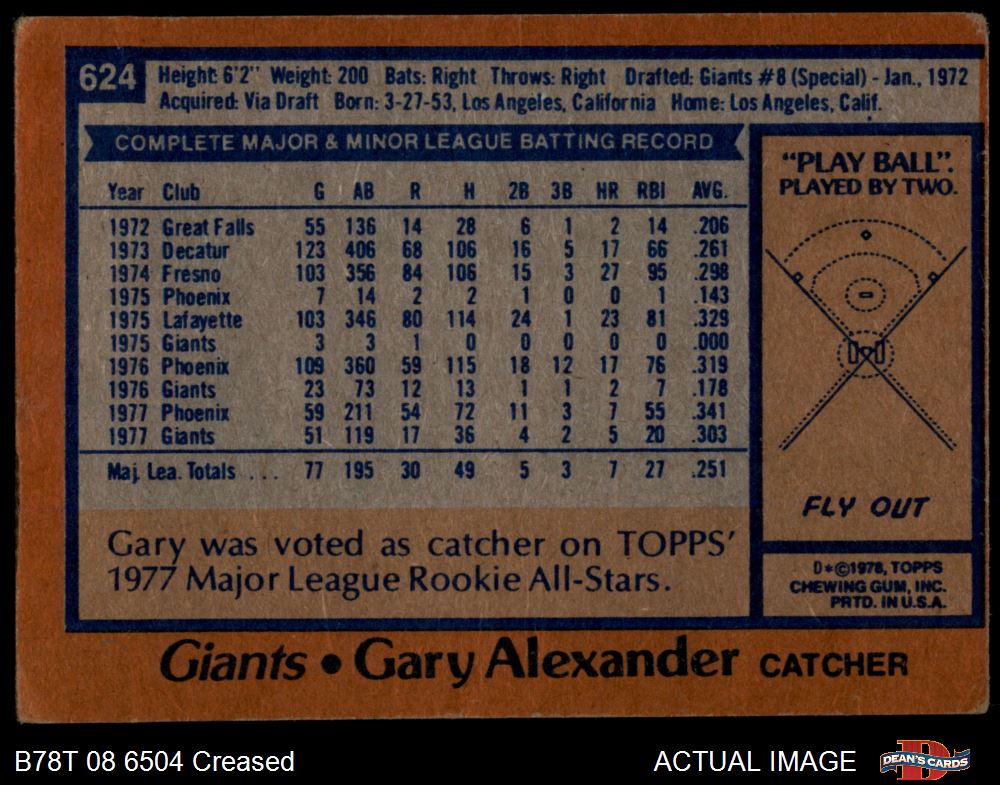 624
Height: 6'2" Weight: 200 Bats: Right Throws: Right Drafted: Giants #8 (Special) - Jan., 1972
Acquired: Via Draft Born: 3-27-53, Los Angeles, California Home: Los Angeles, Calif.
COMPLETE MAJOR & MINOR LEAGUE BATTING RECORD
Year Club G AB R H 2B 3B HR RBI AVG.
1972 Great Falls 55 136 14 28 6 1 2 14 .206
1973 Decatur 123 406 68 106 16 5 17 66 .261
1974 Fresno 103 356 84 106 15 3 27 95 .298
1975 Phoenix 7 14 2 2 1 0 0 1 .143
1975 Lafayette 103 346 80 114 24 1 23 81 .329
1975 Giants 3 3 1 0 0 0 0 0 .000
1976 Phoenix 109 360 59 115 18 12 17 76 .319
1976 Giants 23 73 12 13 1 1 2 7 .178
1977 Phoenix 59 211 54 72 11 3 7 55 .341
1977 Giants 51 119 17 36 4 2 5 20 .303
Maj. Lea. Totals . . . 77 195 30 49 5 3 7 27 .251
Gary was voted as catcher on TOPPS'
1977 Major League Rookie All-Stars.
"PLAY BALL".
PLAYED BY TWO.
FLY OUT
D*©1978, TOPPS
CHEWING GUM, INC.
PRTD. IN U.S.A.
Giants • Gary Alexander CATCHER
B78T 08 6504 Creased
ACTUAL IMAGE
D
DEAN'S CARDS